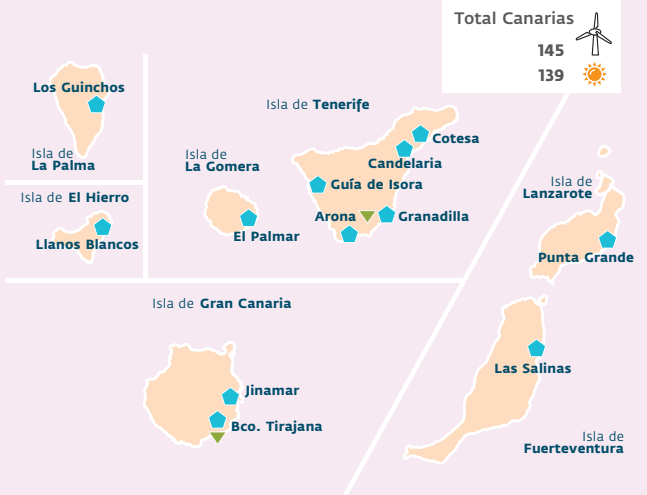 Total Canarias
145
139
Los Guinchos
Isla de
La Palma
Isla de El Hierro
Llanos Blancos
Isla de
La Gomera
El Palmar
Isla de Tenerife
Cotesa
Candelaria
Guía de Isora
Arona
Granadilla
Isla de
Lanzarote
Punta Grande
Isla de Gran Canaria
Jinamar
Bco. Tirajana
Las Salinas
Isla de
Fuerteventura